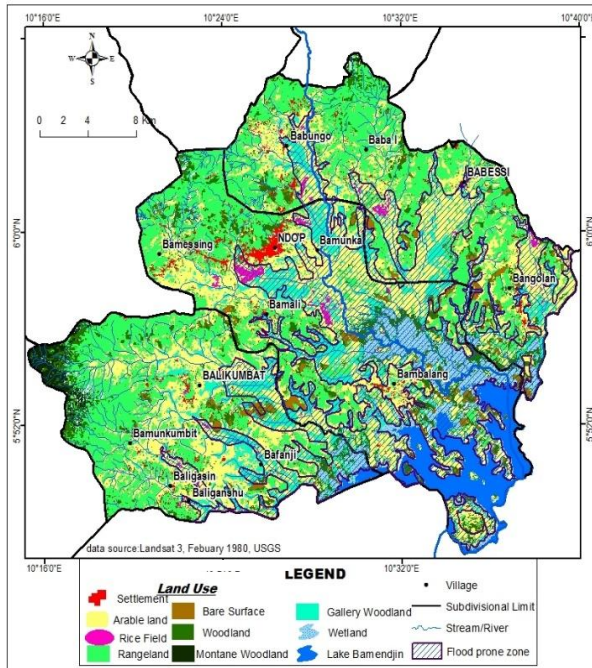 10°16'0"E 10°24'0"E 10°32'0"E 10°40'0"E
N
W E
S
0 2 4 8 Km
Babungo
Baba I
BABESSI
6°0'0"N 6°0'0"N
NDOP
Bamunka
Bamessing
Bangolan
Bamali
BALIKUMBAT
Bambalang
5°52'0"N 5°52'0"N
Bamunkumbit
Bafanji
Baligasin
Baliganshu
data source:Landsat 3, Febuary 1980, USGS
10°16'0"E 10°32'0"E
LEGEND
Land Use
Settlement
Arable land
Rice Field
Rangeland
Bare Surface
Woodland
Montane Woodland
Gallery Woodland
Wetland
Lake Bamendjin
Village
Subdivisional Limit
Stream/River
Flood prone zone